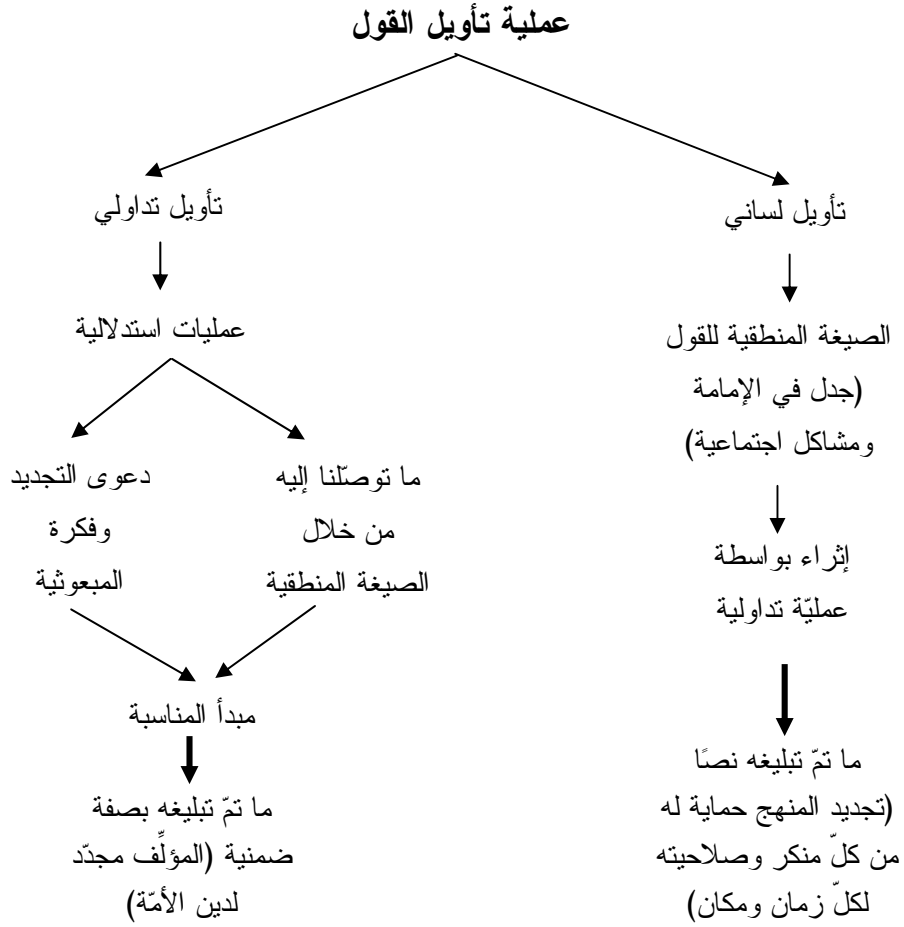 عملية تأويل القول
تأويل لساني
تأويل تداولي
الصيغة المنطقية للقول
(جدل في الإمامة
ومشاكل اجتماعية)
عمليات استدلالية
إثراء بواسطة
عمليّة تداولية
ما توصلّنا إليه
من خلال
الصيغة المنطقية
دعوى التجديد
وفكرة
المبعوثية
مبدأ المناسبة
ما تمّ تبليغه نصًا
(تجديد المنهج حماية له
من كلّ منكر وصلاحيته
لكلّ زمان ومكان)
ما تمّ تبليغه بصفة
ضمنية (المؤلِّف مجدّد
لدين الأمّة)